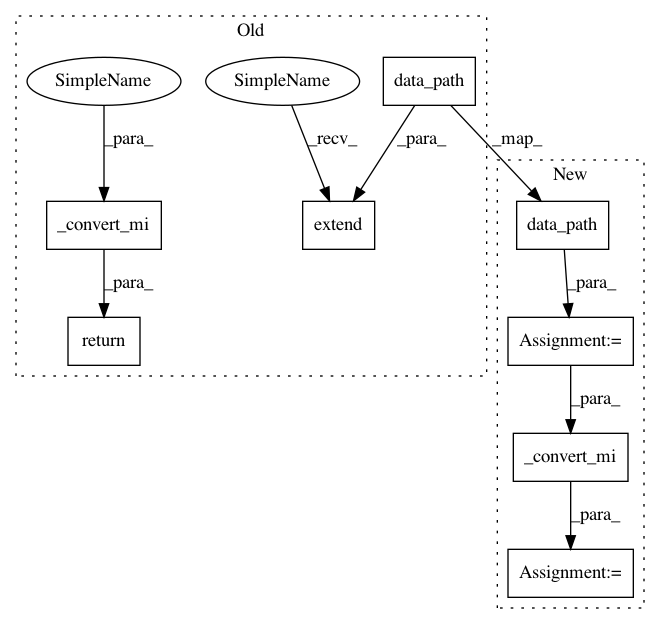 Old
SimpleName
SimpleName
data_path
_para_
_recv_
_para_
_map_
New
_convert_mi
extend
data_path
_para_
_para_
return
Assignment:=
_para_
_convert_mi
_para_
Assignment:=